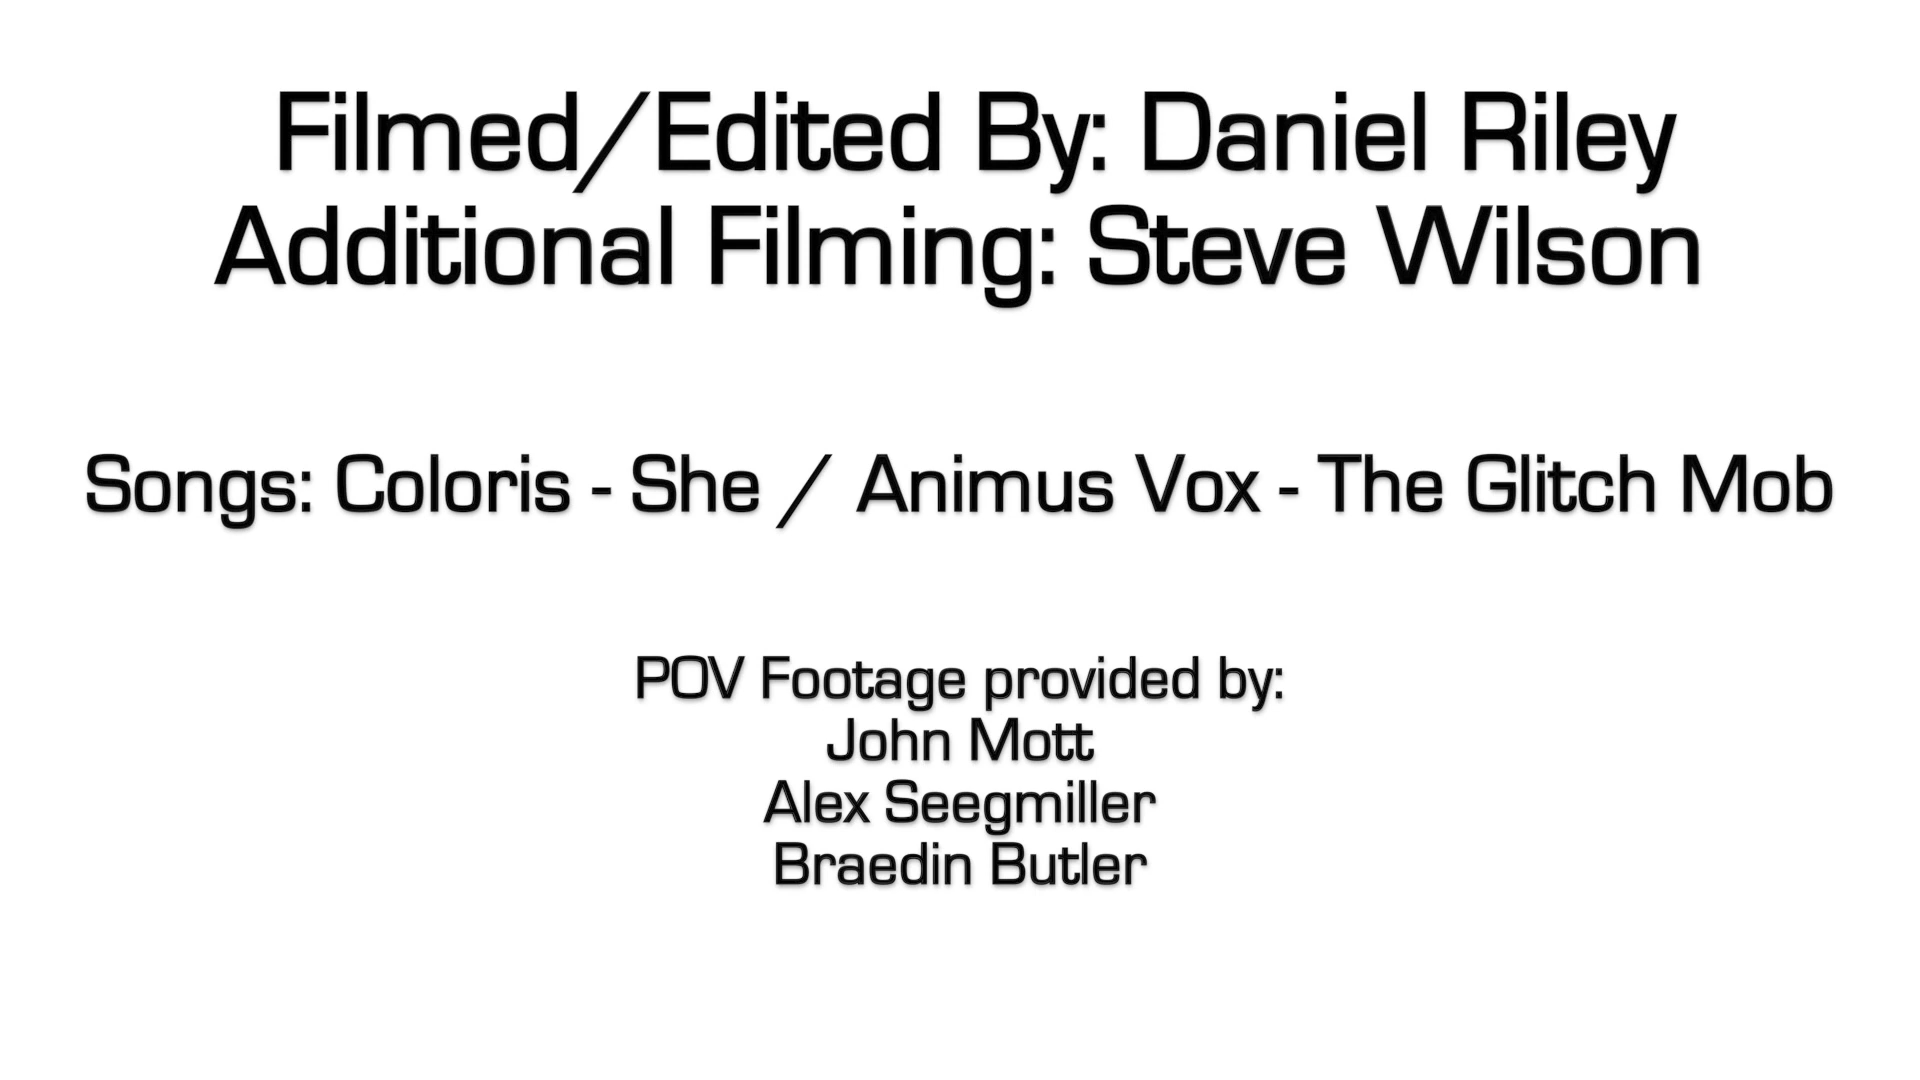 Filmed/Edited By: Daniel Riley
Additional Filming: Steve Wilson
Songs: Coloris - She / Animus Vox - The Glitch Mob
POV Footage provided by:
John Mott
Alex Seegmiller
Braedin Butler